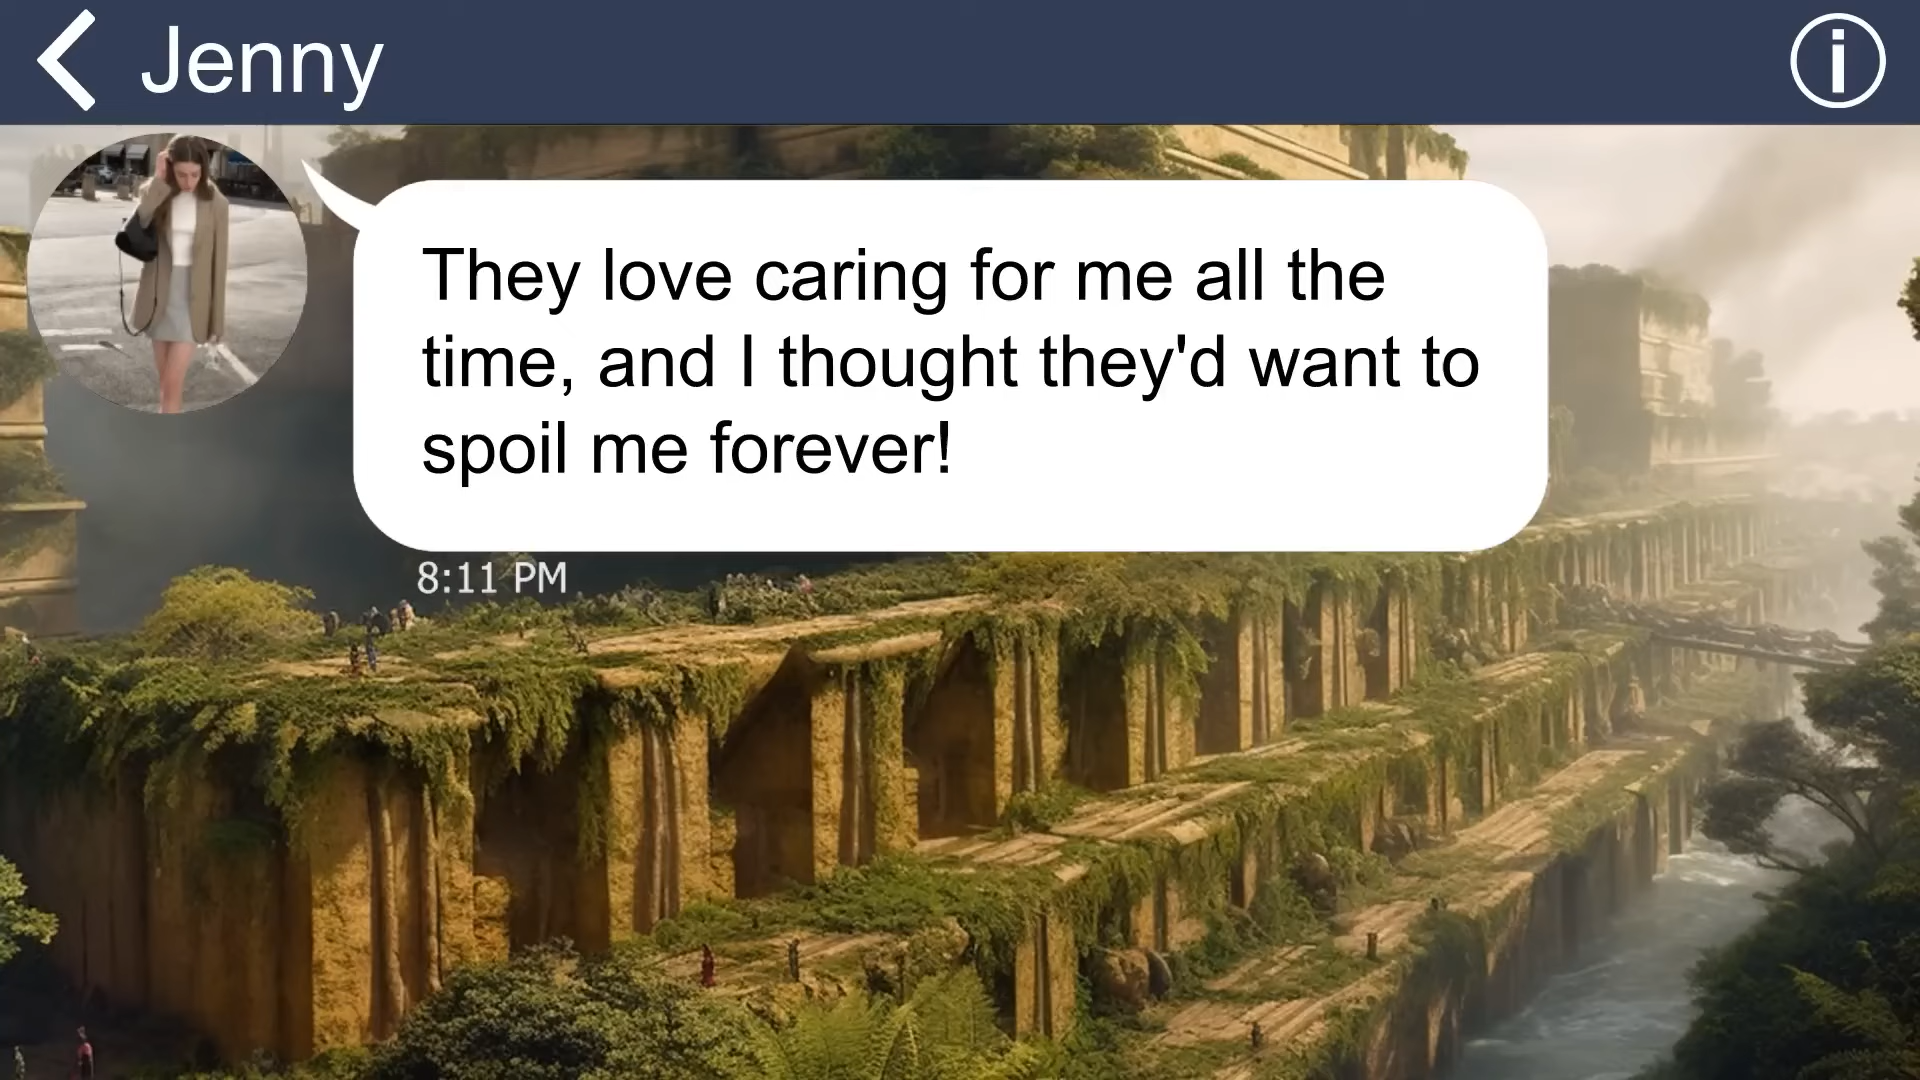 Jenny
They love caring for me all the
time, and I thought they'd want to
spoil me forever!
8:11 PM